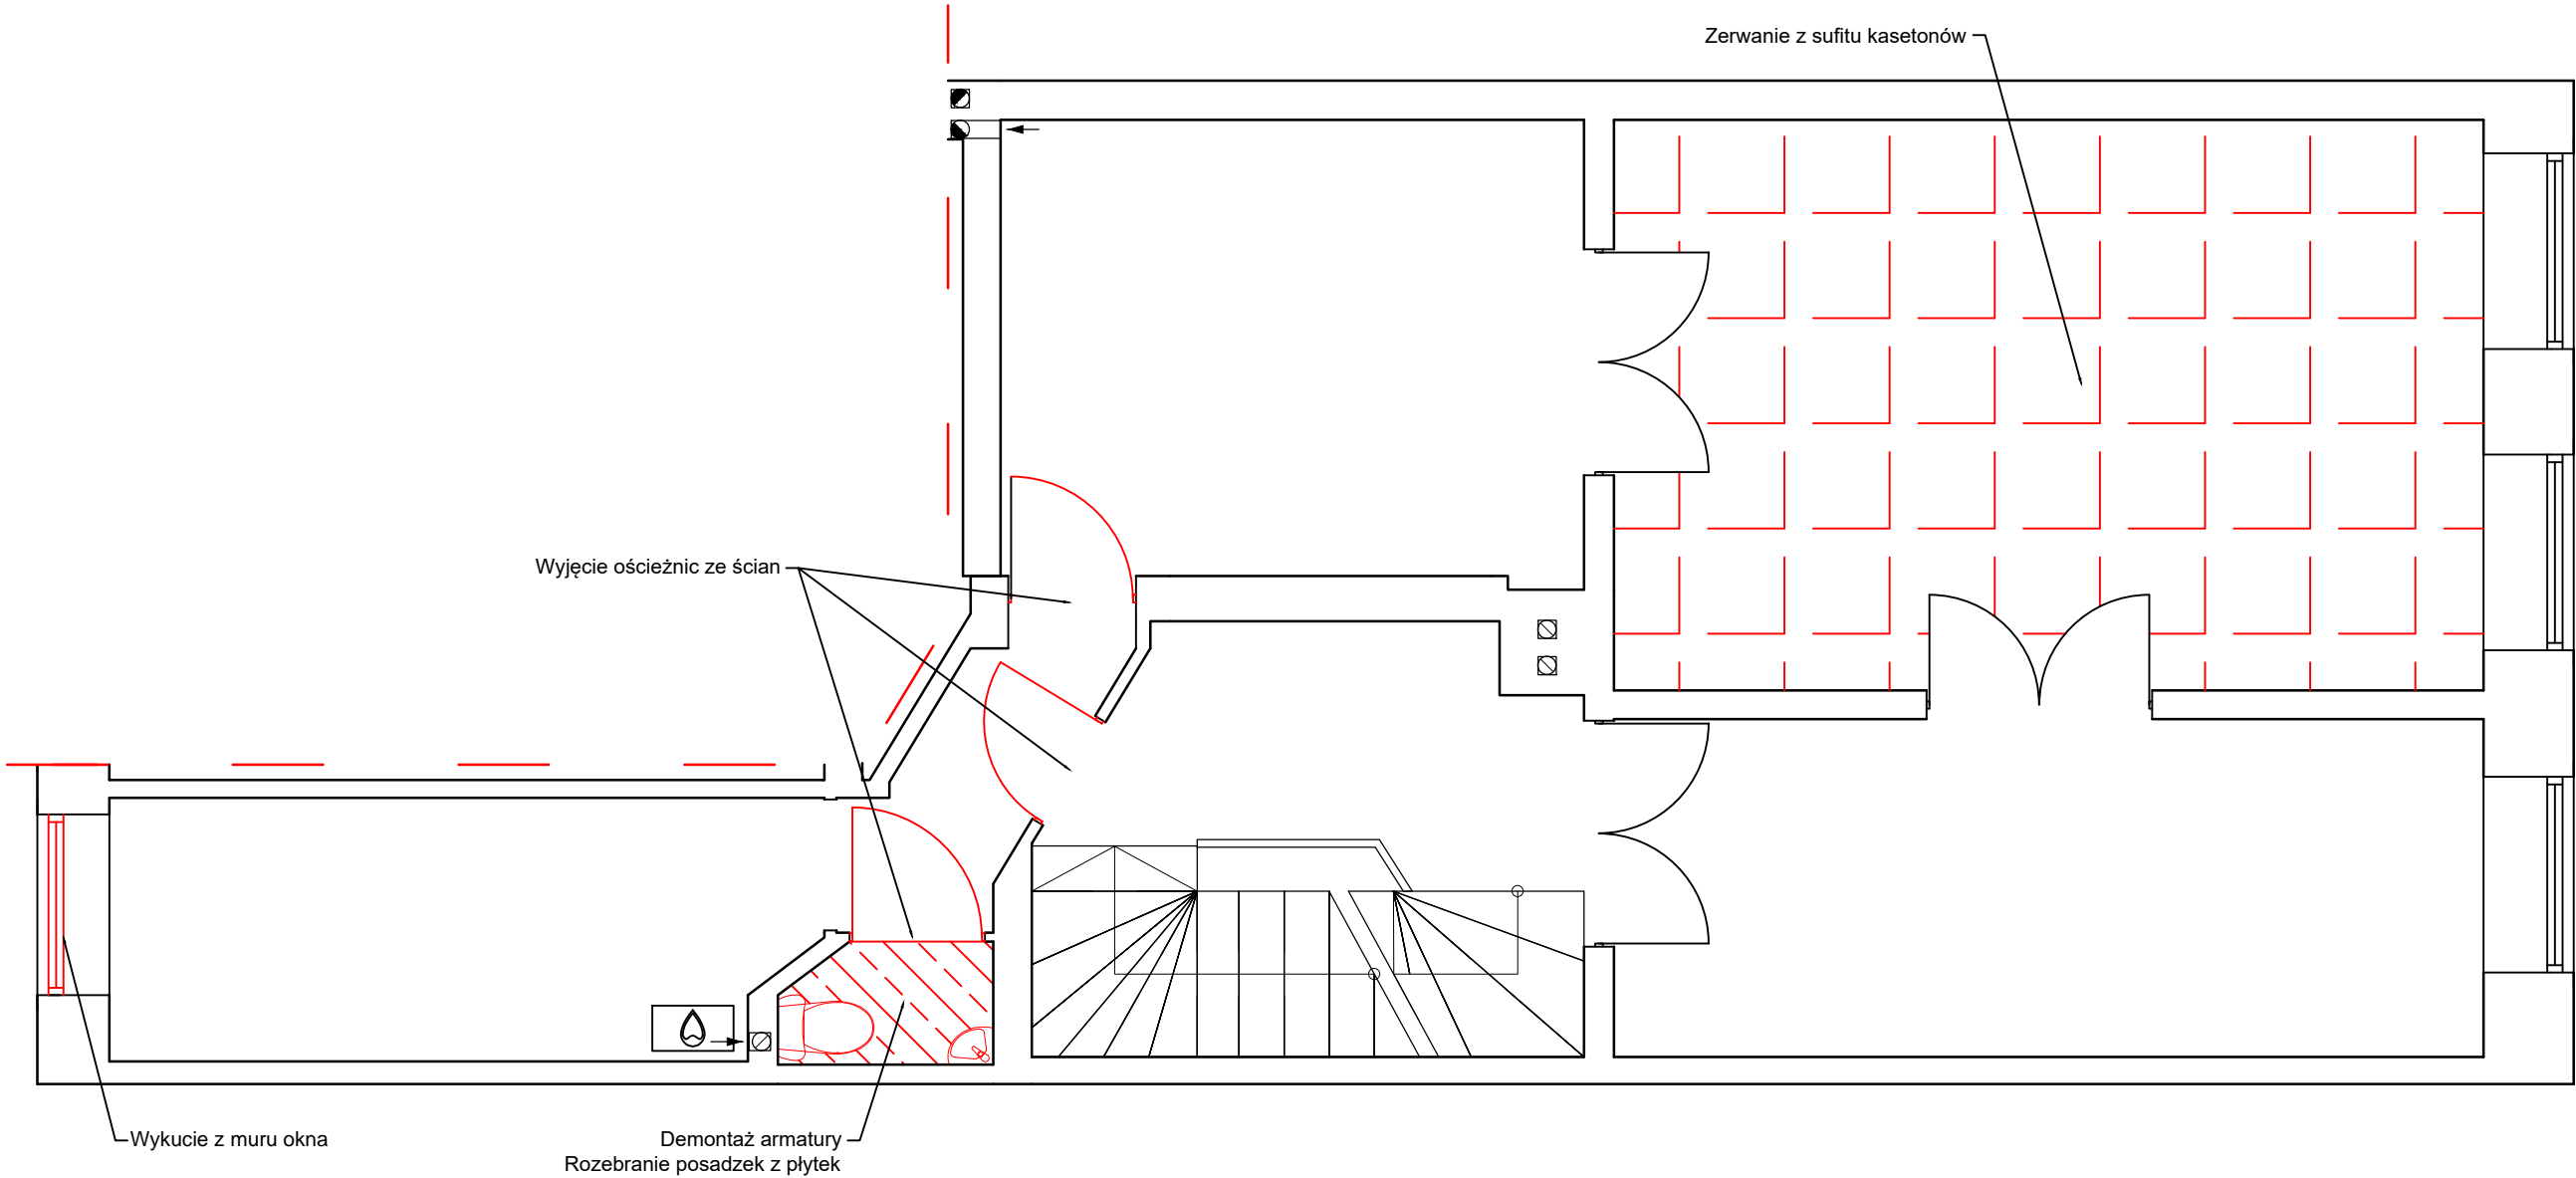 Zerwanie z sufitu kasetonów
Wyjęcie ościeżnic ze ścian
Wykucie z muru okna
Demontaż armatury
Rozebranie posadzek z płytek